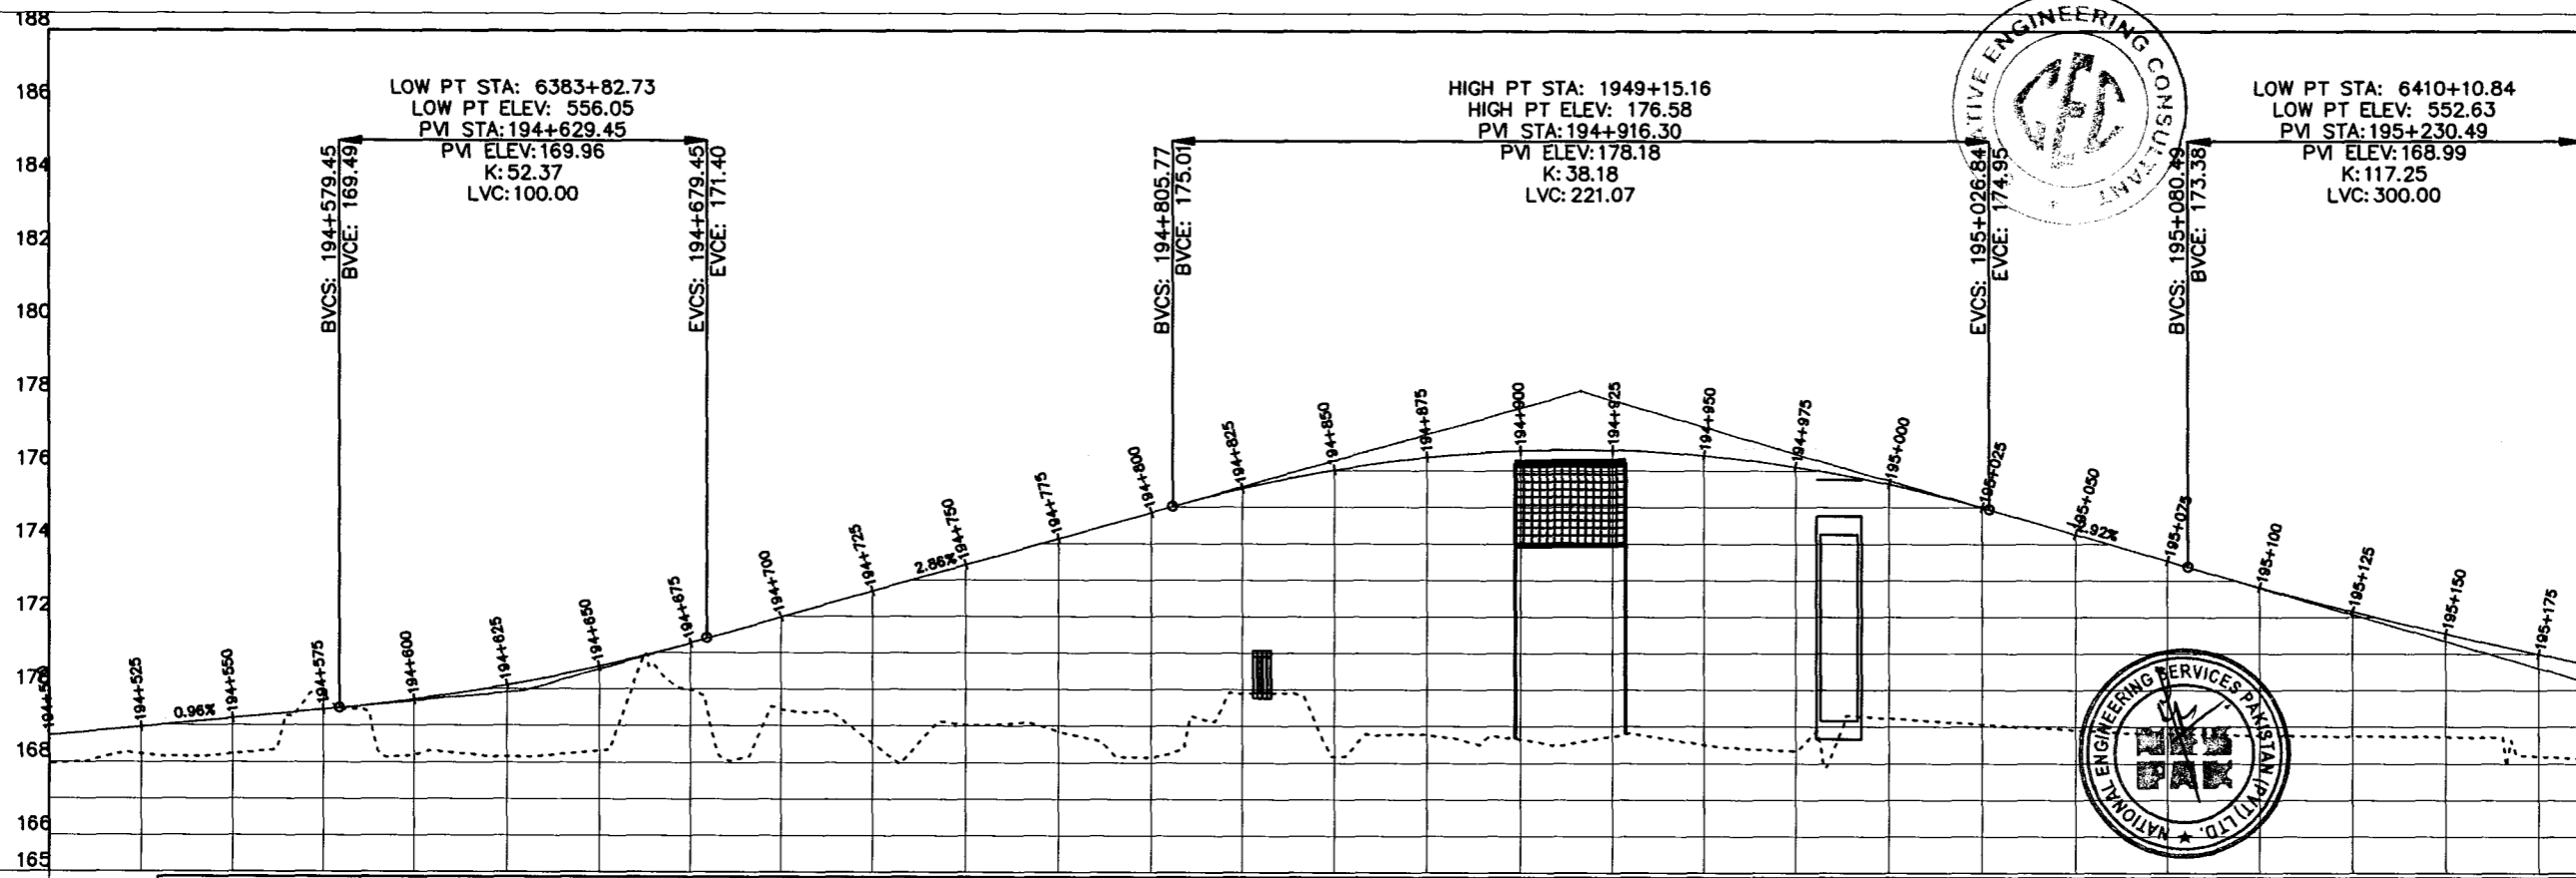 188
186
184
182
180
178
176
174
172
168
166
165
LOW PT STA: 6383+82.73
LOW PT ELEV: 556.05
PVI STA:194+629.45
PVI ELEV:169.96
K:52.37
LVC:100.00
BVCS: 194+579.45
BVCE: 169.49
EVCS: 194+679.45
EVCE: 171.40
HIGH PT STA: 1949+15.16
HIGH PT ELEV: 176.58
PVI STA:194+916.30
PVI ELEV:178.18
K:38.18
LVC:221.07
BVCS: 194+805.77
BVCE: 175.01
EVCS: 195+026.84
EVCE: 174.95
LOW PT STA: 6410+10.84
LOW PT ELEV: 552.63
PVI STA:195+230.49
PVI ELEV:168.99
K:117.25
LVC:300.00
BVCS: 195+080.49
BVCE: 173.38
194+525
194+550
194+575
194+600
194+625
194+650
194+675
194+700
194+725
194+750
194+775
194+800
194+825
194+850
194+875
194+900
194+925
194+950
194+975
195+000
195+025
195+050
195+075
195+100
195+125
195+150
195+175
0.96%
2.86%
.92%
ENGINEERING CONSULTANT
NATIONAL ENGINEERING SERVICES PAKISTAN (PVT) LTD.